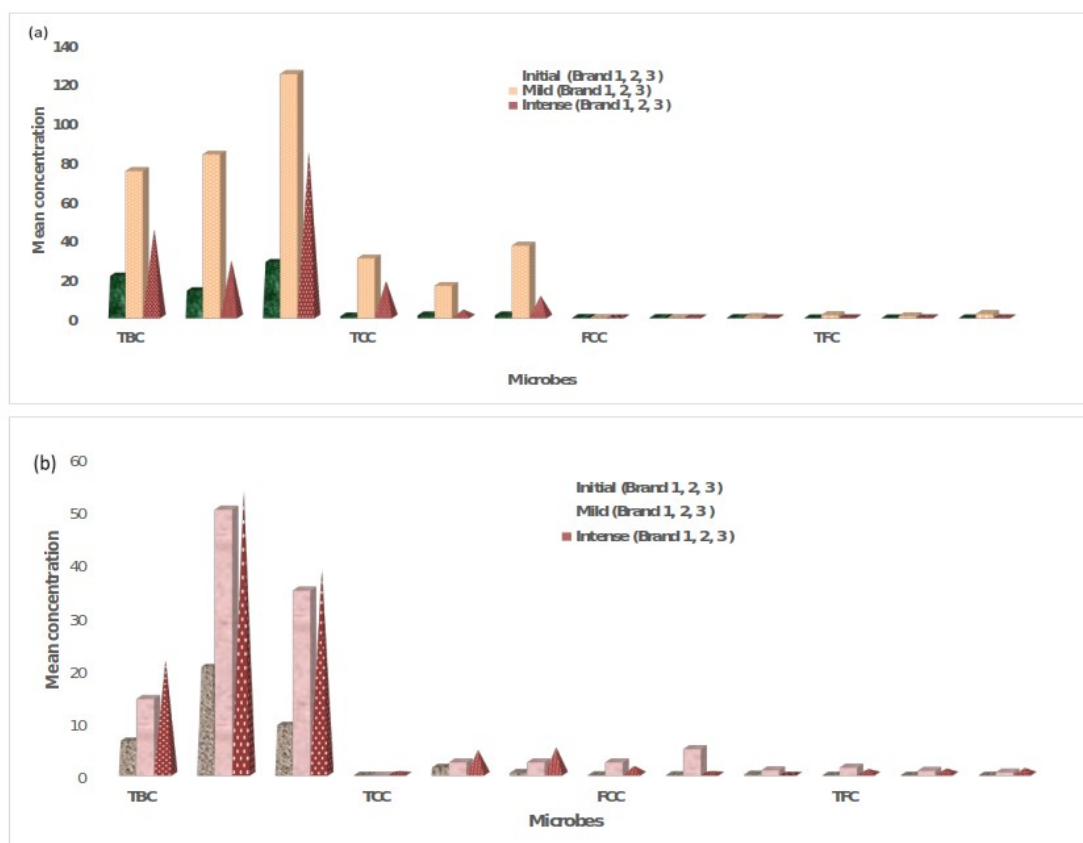 (a)
140
120
100
80
60
40
20
0
Mean concentration
Initial (Brand 1, 2, 3)
Mild (Brand 1, 2, 3)
Intense (Brand 1, 2, 3)
TBC TCC FCC TFC
Microbes
(b)
60
50
40
30
20
10
0
Mean concentration
Initial (Brand 1, 2, 3)
Mild (Brand 1, 2, 3)
Intense (Brand 1, 2, 3)
TBC TCC FCC TFC
Microbes